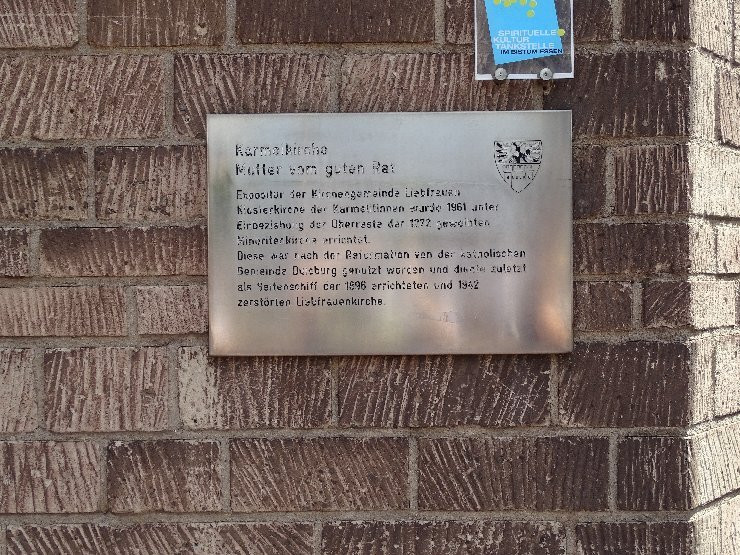 SPIRITUELLE
KULTUR
TANKSTELLE
IM BISTUM ESSEN
Karmelkirche
Mutter vom guten Rat
Expositur der Kirchengemeinde Liebfrauen
Klosterkirche der Karmelitinnen wurde 1961 unter
Einbeziehung der Überreste der 1272 geweihten
Minoritenkirche errichtet.
Diese war nach der Reformation von der katholischen
Gemeinde Duisburg genutzt worden und diente zuletzt
als Seitenschiff der 1896 errichteten und 1942
zerstörten Liebfrauenkirche.